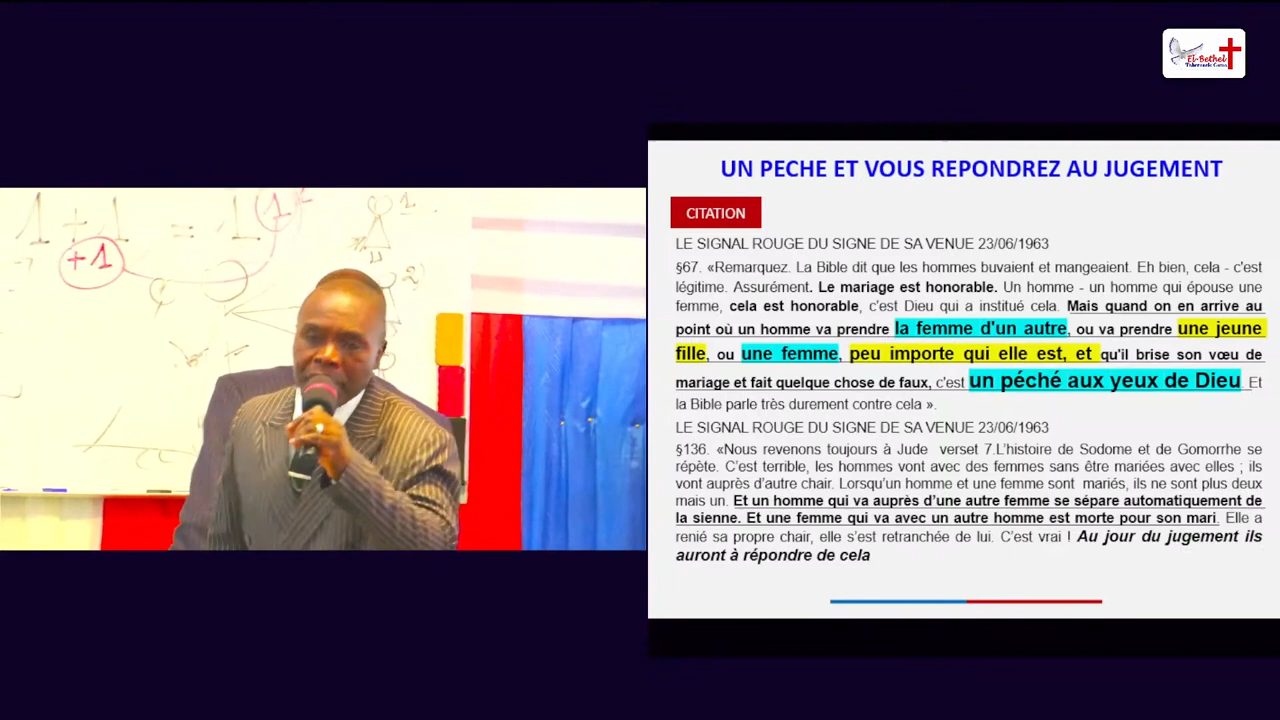 El-Bethel
UN PECHE ET VOUS REPONDREZ AU JUGEMENT
CITATION
LE SIGNAL ROUGE DU SIGNE DE SA VENUE 23/06/1963
§67. «Remarquez. La Bible dit que les hommes buvaient et mangeaient. Eh bien, cela - c'est
légitime. Assurément. Le mariage est honorable. Un homme - un homme qui épouse une
femme, cela est honorable, c'est Dieu qui a institué cela. Mais quand on en arrive au
point où un homme va prendre la femme d'un autre, ou va prendre une jeune
fille, ou une femme, peu importe qui elle est, et qu'il brise son vœu de
mariage et fait quelque chose de faux, c'est un péché aux yeux de Dieu. Et
la Bible parle très durement contre cela ».
LE SIGNAL ROUGE DU SIGNE DE SA VENUE 23/06/1963
§136. «Nous revenons toujours à Jude verset 7.L'histoire de Sodome et de Gomorrhe se
répète. C'est terrible, les hommes vont avec des femmes sans être mariées avec elles ; ils
vont auprès d'autre chair. Lorsqu'un homme et une femme sont mariés, ils ne sont plus deux
mais un. Et un homme qui va auprès d'une autre femme se sépare automatiquement de
la sienne. Et une femme qui va avec un autre homme est morte pour son mari. Elle a
renié sa propre chair, elle s'est retranchée de lui. C'est vrai ! Au jour du jugement ils
auront à répondre de cela
1 + 1 = 1
+1
1
2)